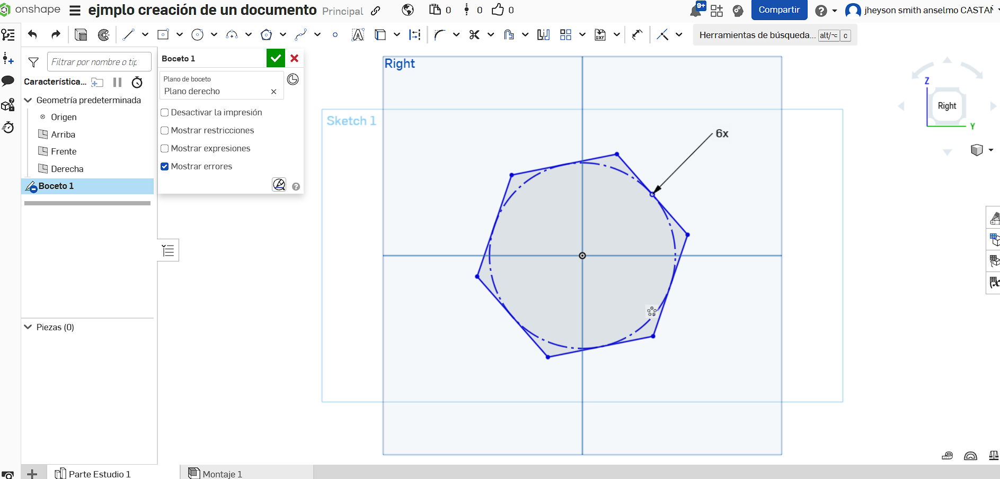 onshape
ejmplo creación de un documento Principal
0 0 0
9+
Compartir
jheyson smith anselmo CASTAÑ
Herramientas de búsqueda... alt/⌥ c
Filtrar por nombre o tip
Característica...
Geometría predeterminada
Origen
Arriba
Frente
Derecha
Boceto 1
Piezas (0)
Boceto 1
Plano de boceto
Plano derecho
Desactivar la impresión
Mostrar restricciones
Mostrar expresiones
Mostrar errores
Right
Sketch 1
6x
Z
Right
Y
Parte Estudio 1
Montaje 1